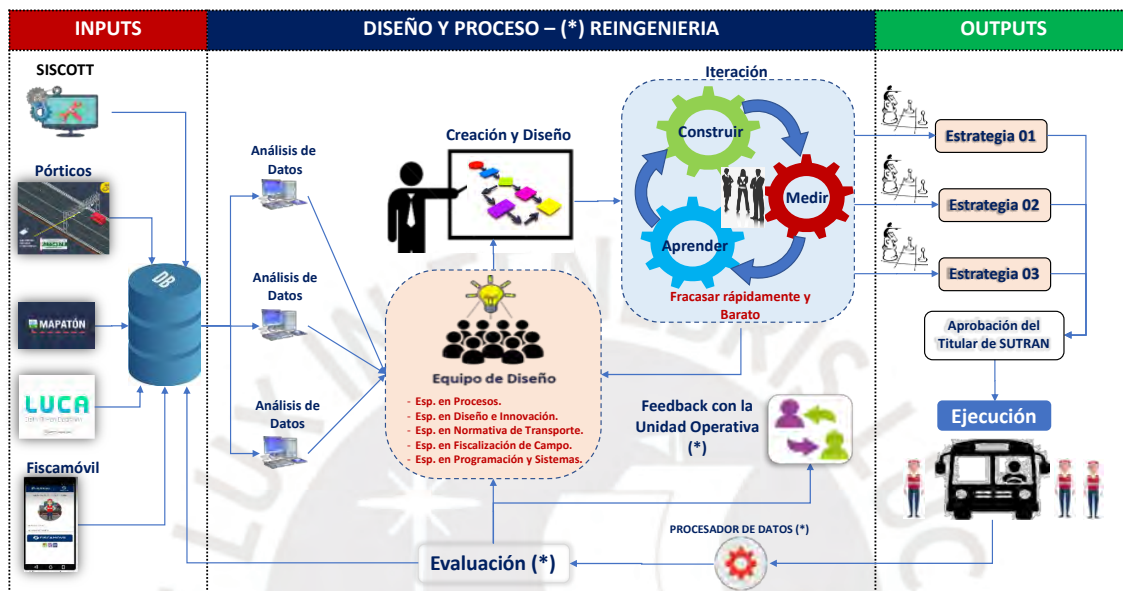 INPUTS
DISEÑO Y PROCESO – (*) REINGENIERIA
OUTPUTS
SISCOTT
Pórticos
MAPATÓN
LUCA
Fiscamóvil
DB
Análisis de
Datos
Análisis de
Datos
Análisis de
Datos
Creación y Diseño
Equipo de Diseño
- Esp. en Procesos.
- Esp. en Diseño e Innovación.
- Esp. en Normativa de Transporte.
- Esp. en Fiscalización de Campo.
- Esp. en Programación y Sistemas.
Iteración
Construir
Medir
Aprender
Fracasar rápidamente y
Barato
Feedback con la
Unidad Operativa
(*)
PROCESADOR DE DATOS (*)
Evaluación (*)
Estrategia 01
Estrategia 02
Estrategia 03
Aprobación del
Titular de SUTRAN
Ejecución